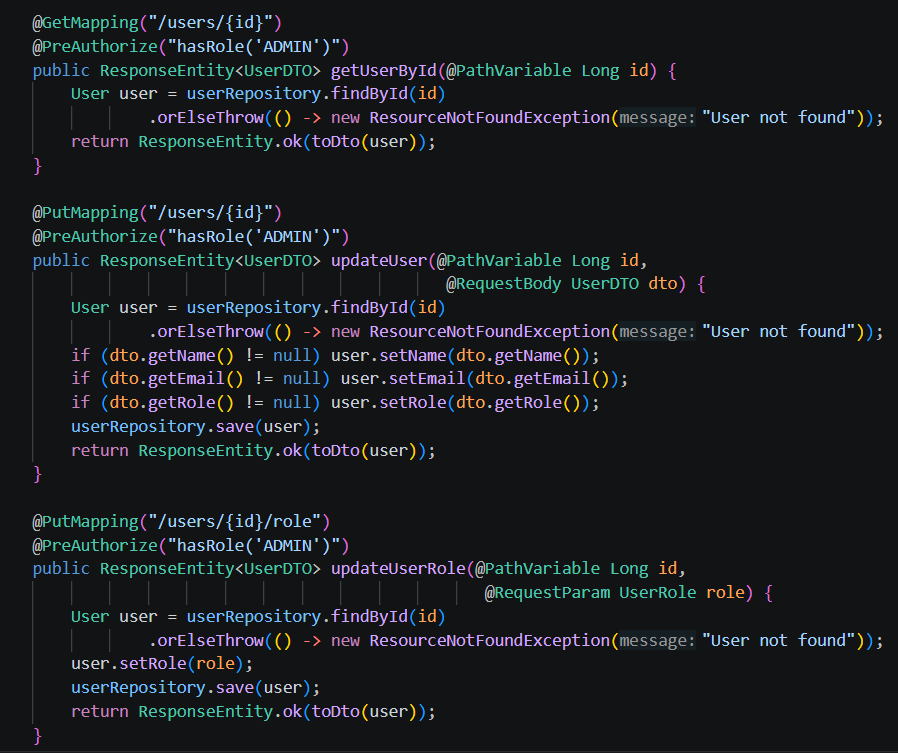 @GetMapping("/users/{id}")
@PreAuthorize("hasRole('ADMIN')")
public ResponseEntity<UserDTO> getUserById(@PathVariable Long id) {
    User user = userRepository.findById(id)
            .orElseThrow(() -> new ResourceNotFoundException(message: "User not found"));
    return ResponseEntity.ok(toDto(user));
}

@PutMapping("/users/{id}")
@PreAuthorize("hasRole('ADMIN')")
public ResponseEntity<UserDTO> updateUser(@PathVariable Long id,
                                           @RequestBody UserDTO dto) {
    User user = userRepository.findById(id)
            .orElseThrow(() -> new ResourceNotFoundException(message: "User not found"));
    if (dto.getName() != null) user.setName(dto.getName());
    if (dto.getEmail() != null) user.setEmail(dto.getEmail());
    if (dto.getRole() != null) user.setRole(dto.getRole());
    userRepository.save(user);
    return ResponseEntity.ok(toDto(user));
}

@PutMapping("/users/{id}/role")
@PreAuthorize("hasRole('ADMIN')")
public ResponseEntity<UserDTO> updateUserRole(@PathVariable Long id,
                                               @RequestParam UserRole role) {
    User user = userRepository.findById(id)
            .orElseThrow(() -> new ResourceNotFoundException(message: "User not found"));
    user.setRole(role);
    userRepository.save(user);
    return ResponseEntity.ok(toDto(user));
}